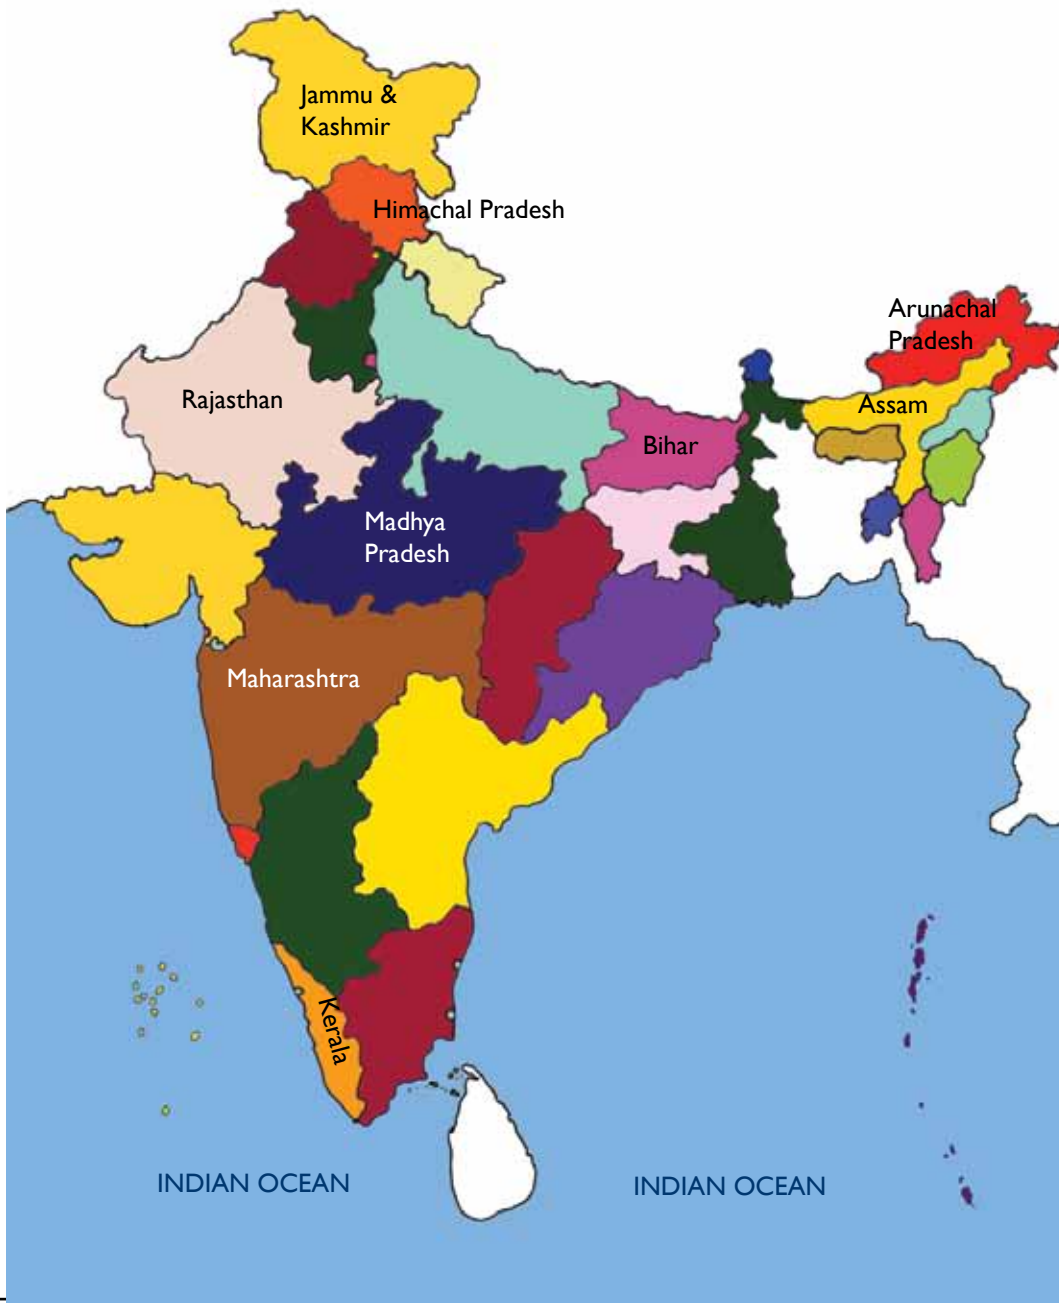 Jammu &
Kashmir
Himachal Pradesh
Arunachal
Pradesh
Rajasthan
Assam
Bihar
Madhya
Pradesh
Maharashtra
Kerala
INDIAN OCEAN
INDIAN OCEAN